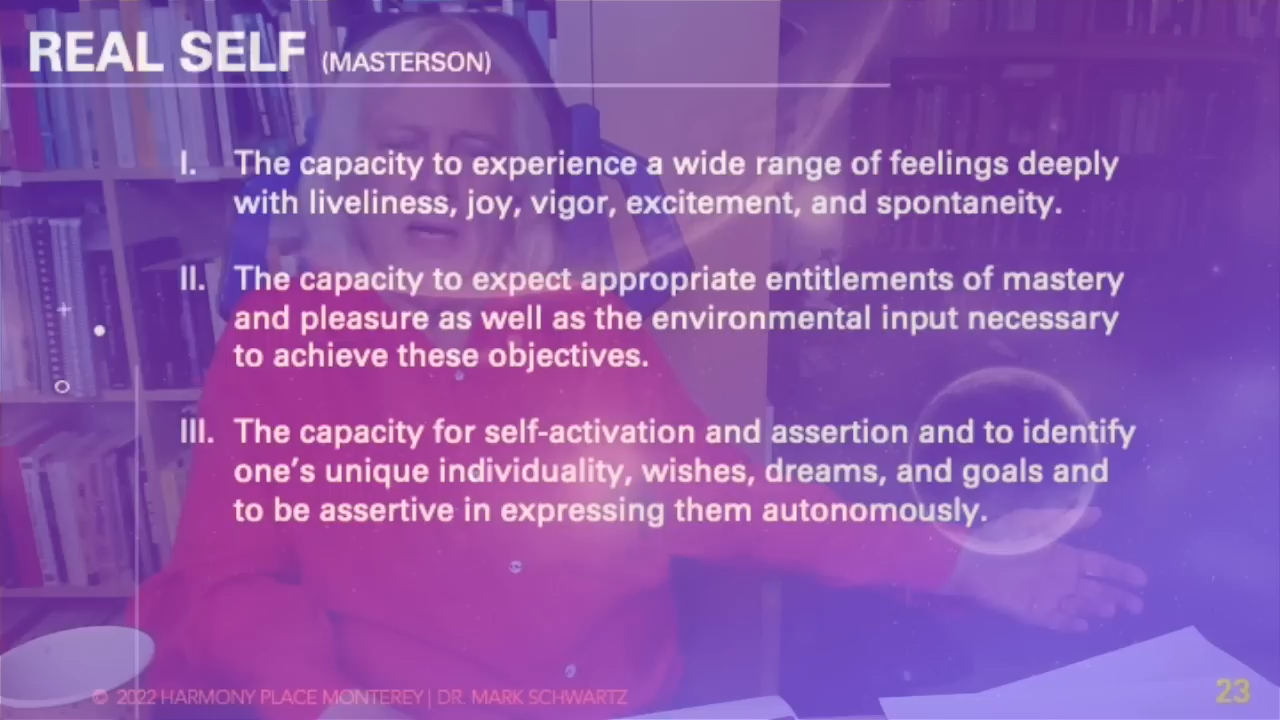 REAL SELF (MASTERSON)
I. The capacity to experience a wide range of feelings deeply
with liveliness, joy, vigor, excitement, and spontaneity.
II. The capacity to expect appropriate entitlements of mastery
and pleasure as well as the environmental input necessary
to achieve these objectives.
III. The capacity for self-activation and assertion and to identify
one’s unique individuality, wishes, dreams, and goals and
to be assertive in expressing them autonomously.
© 2022 HARMONY PLACE MONTEREY | DR. MARK SCHWARTZ
23